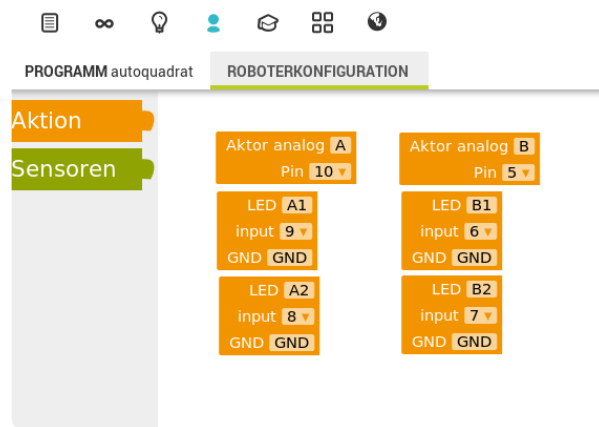 PROGRAMM autoquadrat
ROBOTERKONFIGURATION
Aktion
Sensoren
Aktor analog A
Pin 10
LED A1
input 9
GND GND
LED A2
input 8
GND GND
Aktor analog B
Pin 5
LED B1
input 6
GND GND
LED B2
input 7
GND GND